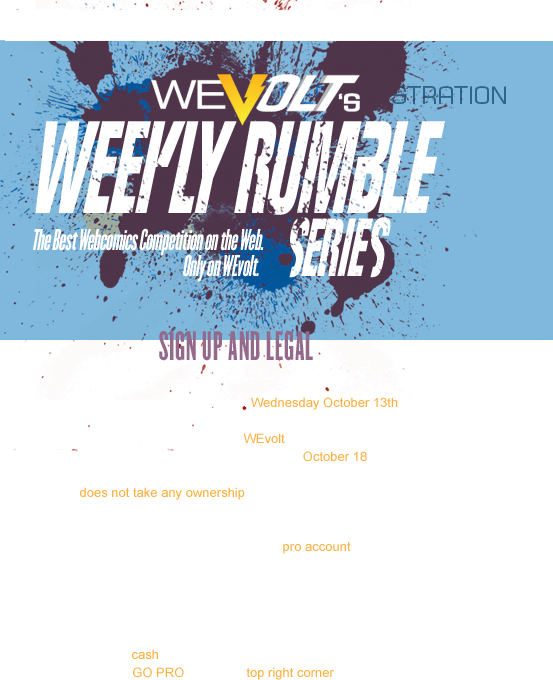 WEVOLT'S
STRATION
WEEKLY RUMBLE
SERIES
The Best Webcomics Competition on the Web.
Only on WEvolt.
SIGN UP AND LEGAL
Wednesday October 13th
WEvolt
October 18
does not take any ownership
pro account
cash
GO PRO top right corner